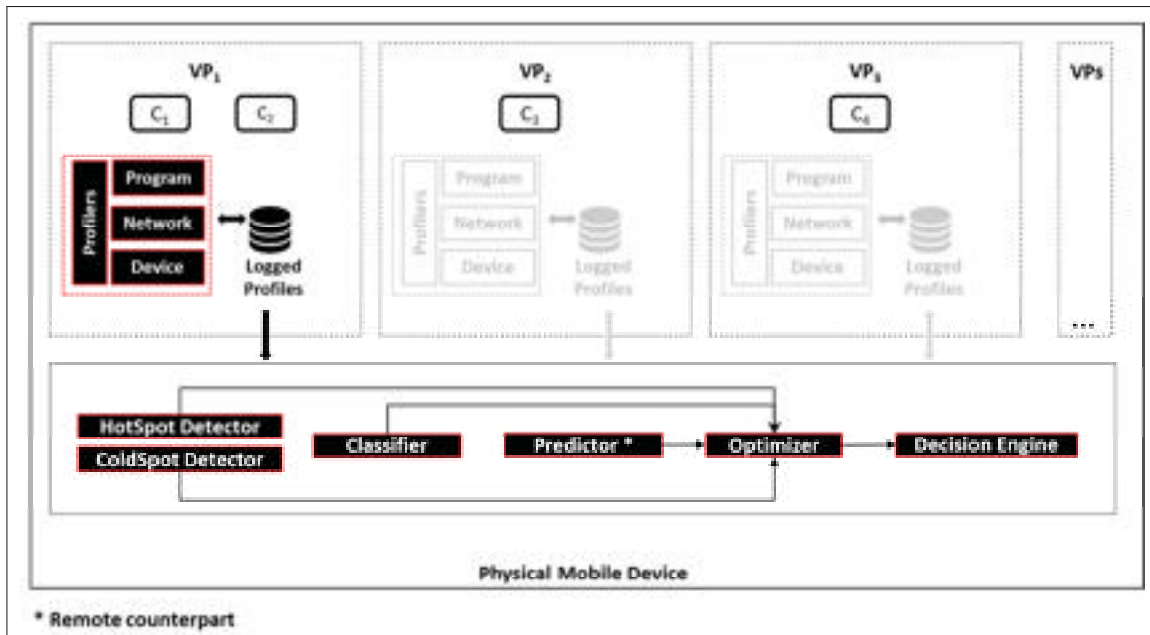 VP1
C1 C2
Profilers
Program
Network
Device
Logged
Profiles
VP2
C3
Profilers
Program
Network
Device
Logged
Profiles
VP3
C4
Profilers
Program
Network
Device
Logged
Profiles
VPs
...
HotSpot Detector
ColdSpot Detector
Classifier
Predictor *
Optimizer
Decision Engine
Physical Mobile Device
* Remote counterpart